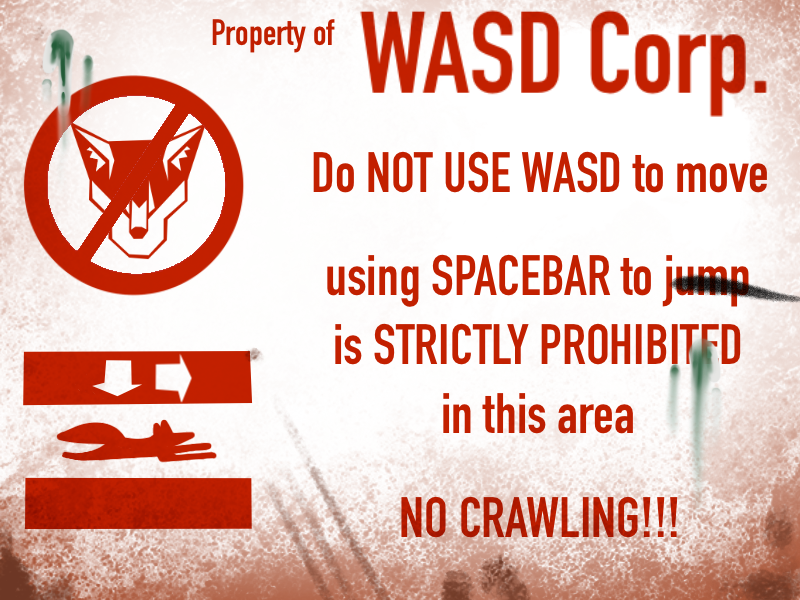 Property of WASD Corp.
Do NOT USE WASD to move
using SPACEBAR to jump
is STRICTLY PROHIBITED
in this area
NO CRAWLING!!!